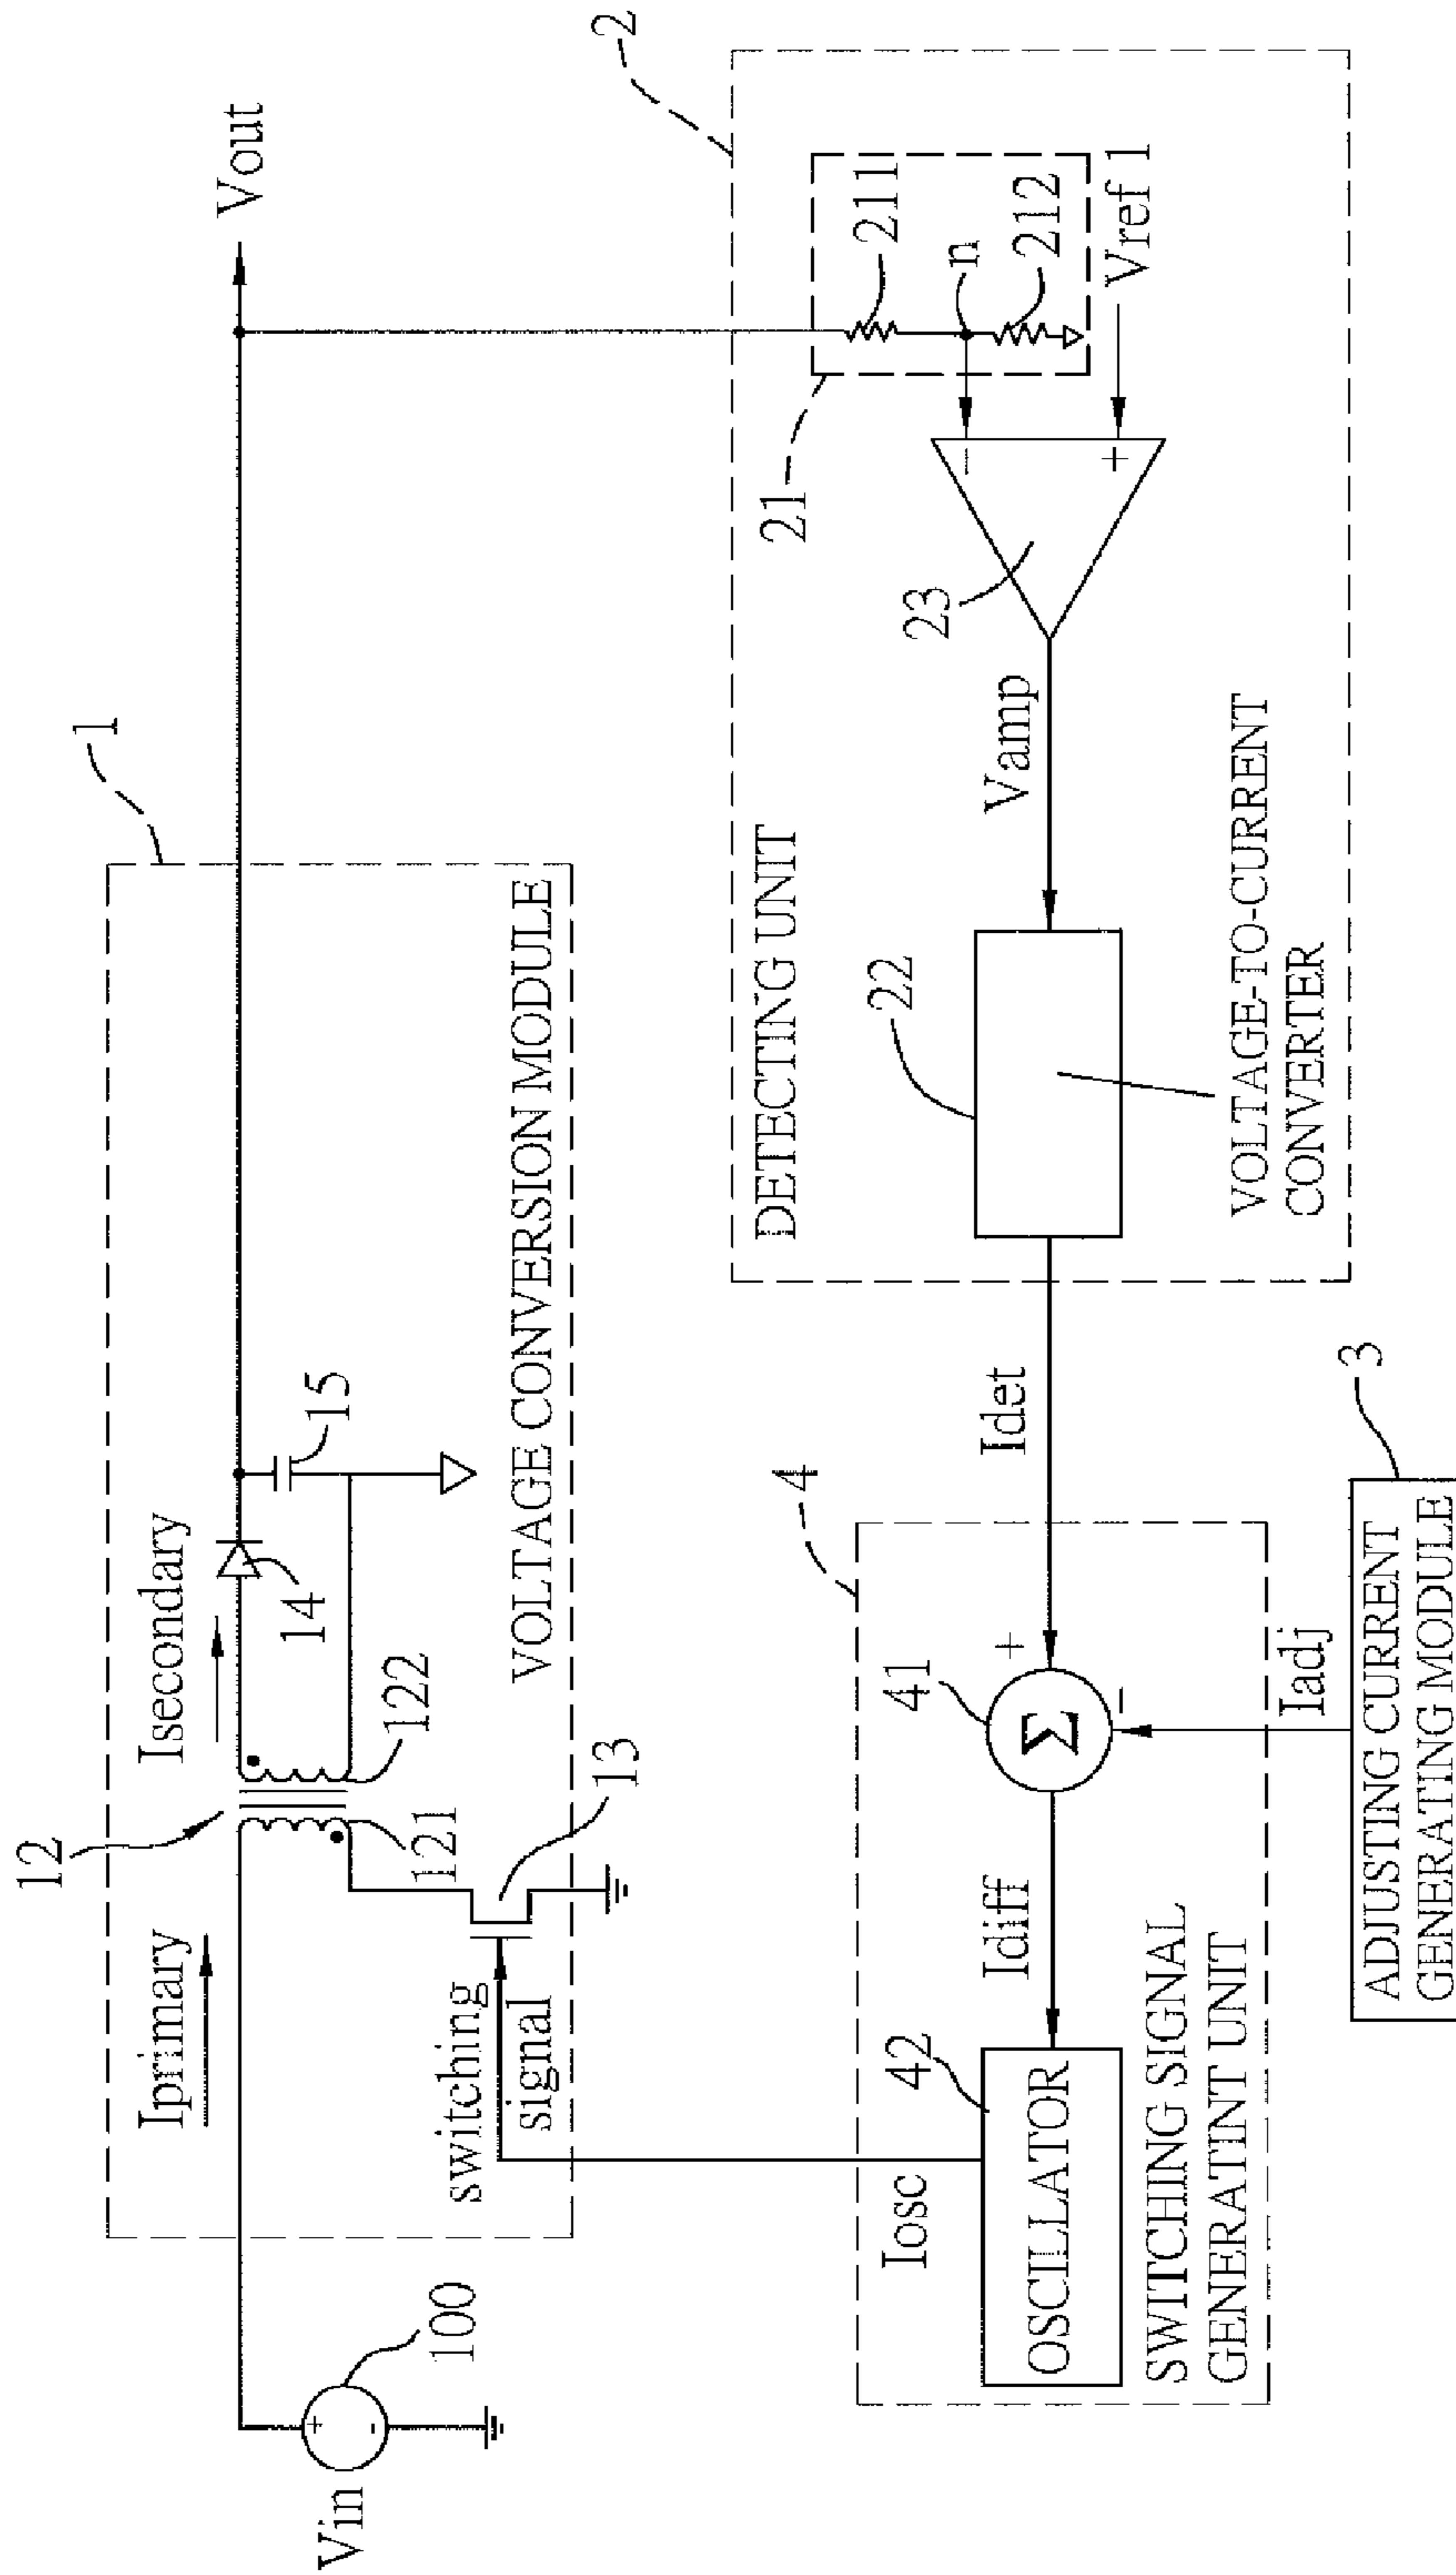 1
12
Iprimary
Isecondary
Vout
Vin
+
-
100
121
122
14
15
13
switching
signal
VOLTAGE CONVERSION MODULE
2
DETECTING UNIT
21
211
n
212
Vref 1
-
+
23
Vamp
22
VOLTAGE-TO-CURRENT
CONVERTER
Idet
4
41
+
-
Σ
Idiff
Iadj
42
OSCILLATOR
Iosc
SWITCHING SIGNAL
GENERATINT UNIT
3
ADJUSTING CURRENT
GENERATING MODULE